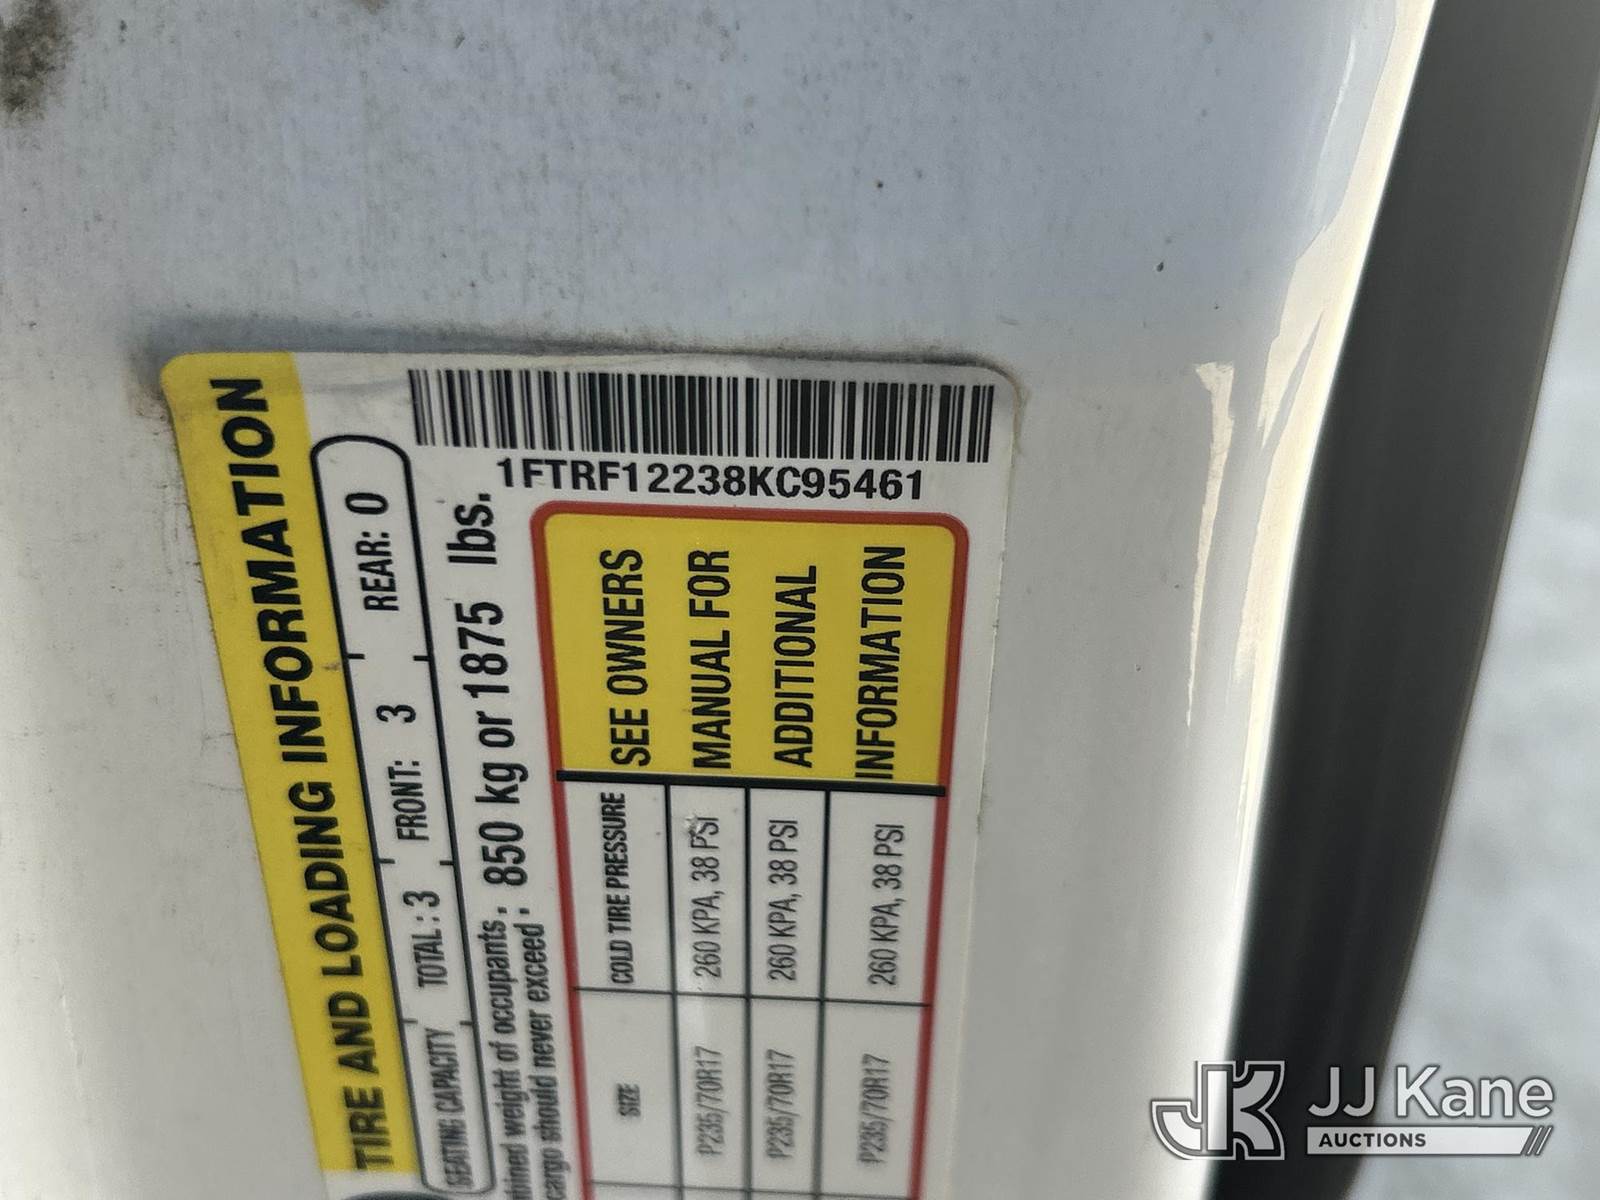 TIRE AND LOADING INFORMATION
SEATING CAPACITY TOTAL: 3 FRONT: 3 REAR: 0
weight of occupants.
cargo should never exceed: 850 kg or 1875 lbs.
1FTRF12238KC95461
SIZE COLD TIRE PRESSURE
P235/70R17 260 KPA, 38 PSI
P235/70R17 260 KPA, 38 PSI
P235/70R17 260 KPA, 38 PSI
SEE OWNERS
MANUAL FOR
ADDITIONAL
INFORMATION
JK JJ Kane
AUCTIONS